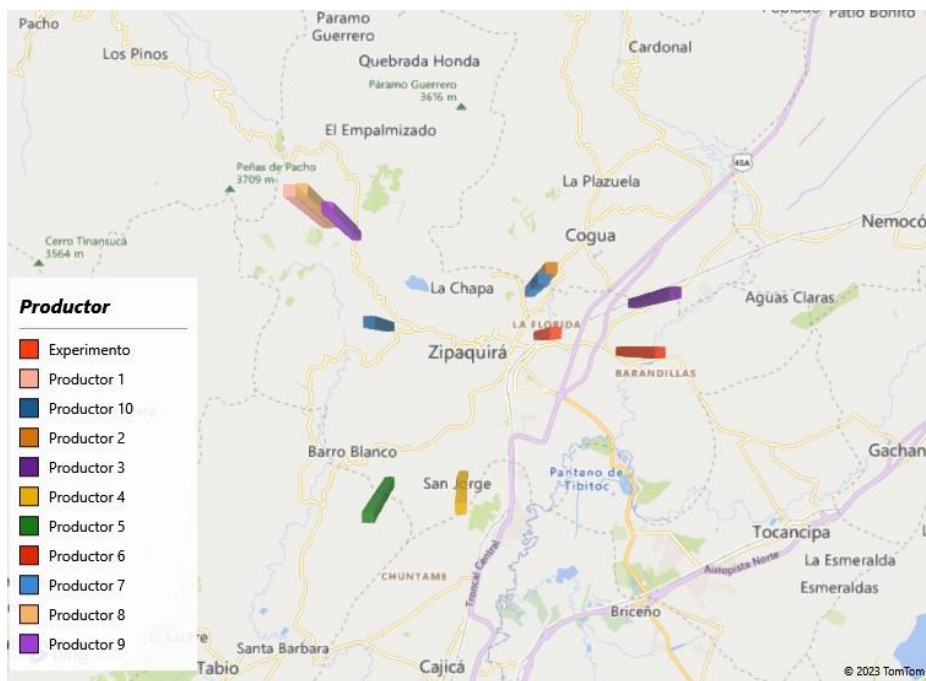 Pacho
Paramo
Guerrero
Patio Bonito
Los Pinos
Quebrada Honda
Cardonal
Páramo Guerrero
3616 m
El Empalmizado
45A
Peñas de Pacho
3709 m
La Plazuela
Cogua
Nemocó
Cerro Tinansucá
3564 m
La Chapa
Aguas Claras
LA FLORIDA
Zipaquirá
BARANDILLAS
Barro Blanco
Gachan
San Jorge
Pantano de
Tibitoc
Tocancipa
CHUNTAME
Troncal Central
Autopista Norte
La Esmeralda
Esmeraldas
Briceño
Santa Barbara
Tabio
Cajicá
Productor
Experimento
Productor 1
Productor 10
Productor 2
Productor 3
Productor 4
Productor 5
Productor 6
Productor 7
Productor 8
Productor 9
© 2023 TomTom